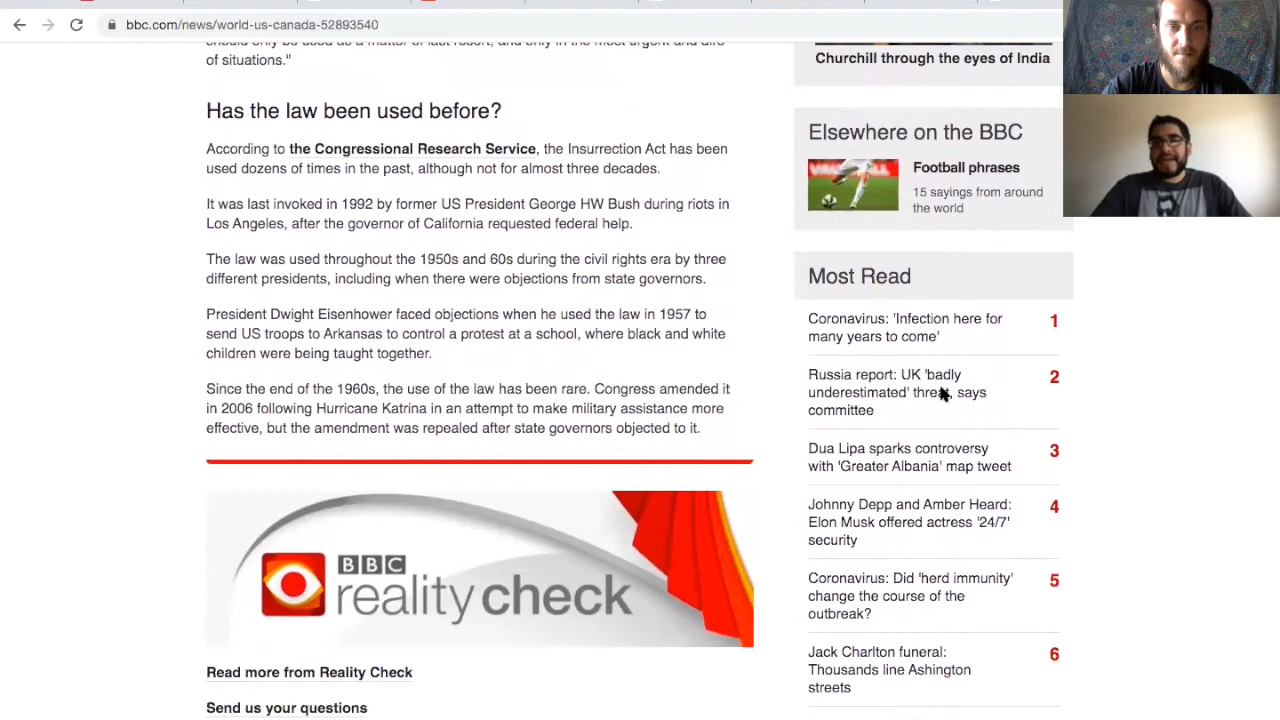 bbc.com/news/world-us-canada-52893540
should only be used as a matter of last resort, and only in the most urgent and dire
of situations."
Has the law been used before?
According to the Congressional Research Service, the Insurrection Act has been
used dozens of times in the past, although not for almost three decades.
It was last invoked in 1992 by former US President George HW Bush during riots in
Los Angeles, after the governor of California requested federal help.
The law was used throughout the 1950s and 60s during the civil rights era by three
different presidents, including when there were objections from state governors.
President Dwight Eisenhower faced objections when he used the law in 1957 to
send US troops to Arkansas to control a protest at a school, where black and white
children were being taught together.
Since the end of the 1960s, the use of the law has been rare. Congress amended it
in 2006 following Hurricane Katrina in an attempt to make military assistance more
effective, but the amendment was repealed after state governors objected to it.
BBC
reality check
Read more from Reality Check
Send us your questions
Churchill through the eyes of India
Elsewhere on the BBC
Football phrases
15 sayings from around
the world
Most Read
Coronavirus: 'Infection here for 1
many years to come'
Russia report: UK 'badly 2
underestimated' threat, says
committee
Dua Lipa sparks controversy 3
with 'Greater Albania' map tweet
Johnny Depp and Amber Heard: 4
Elon Musk offered actress '24/7'
security
Coronavirus: Did 'herd immunity' 5
change the course of the
outbreak?
Jack Charlton funeral: 6
Thousands line Ashington
streets